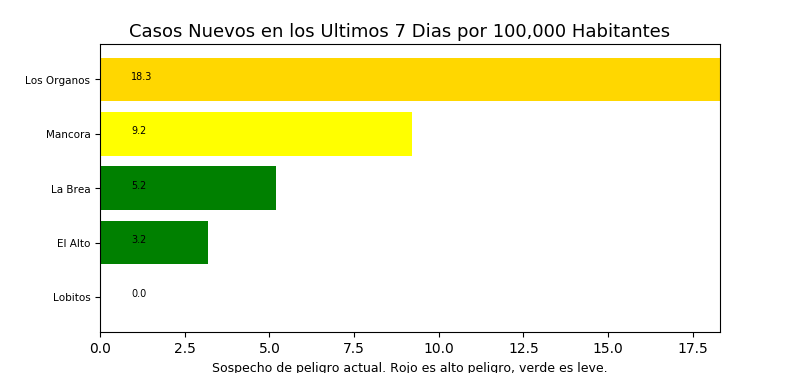 Casos Nuevos en los Ultimos 7 Dias por 100,000 Habitantes
Los Organos 18.3
Mancora 9.2
La Brea 5.2
El Alto 3.2
Lobitos 0.0
0.0 2.5 5.0 7.5 10.0 12.5 15.0 17.5
Sospecho de peligro actual. Rojo es alto peligro, verde es leve.